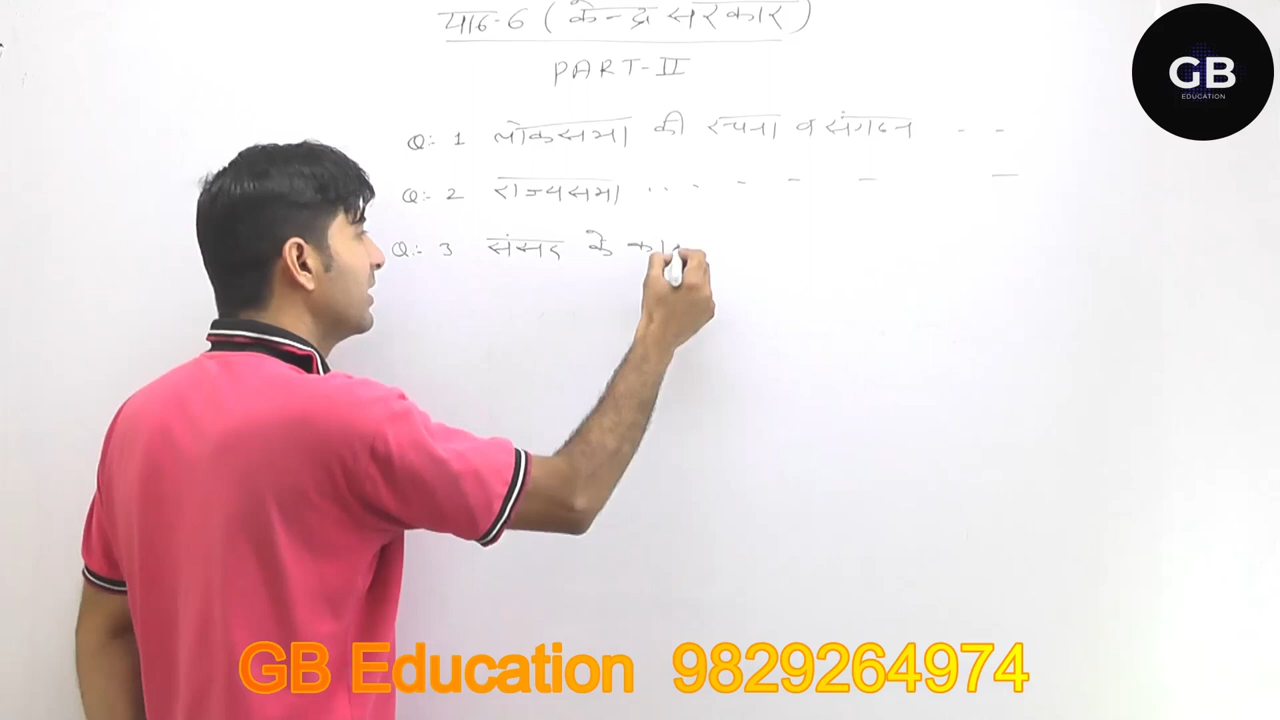 पाठ-6 (केन्द्र सरकार)
PART-II
Q:- 1 लोकसभा की रचना व संगठन - -
Q:- 2 राज्यसभा ... - - - - -
Q:- 3 संसद के
GB
EDUCATION
GB Education 9829264974